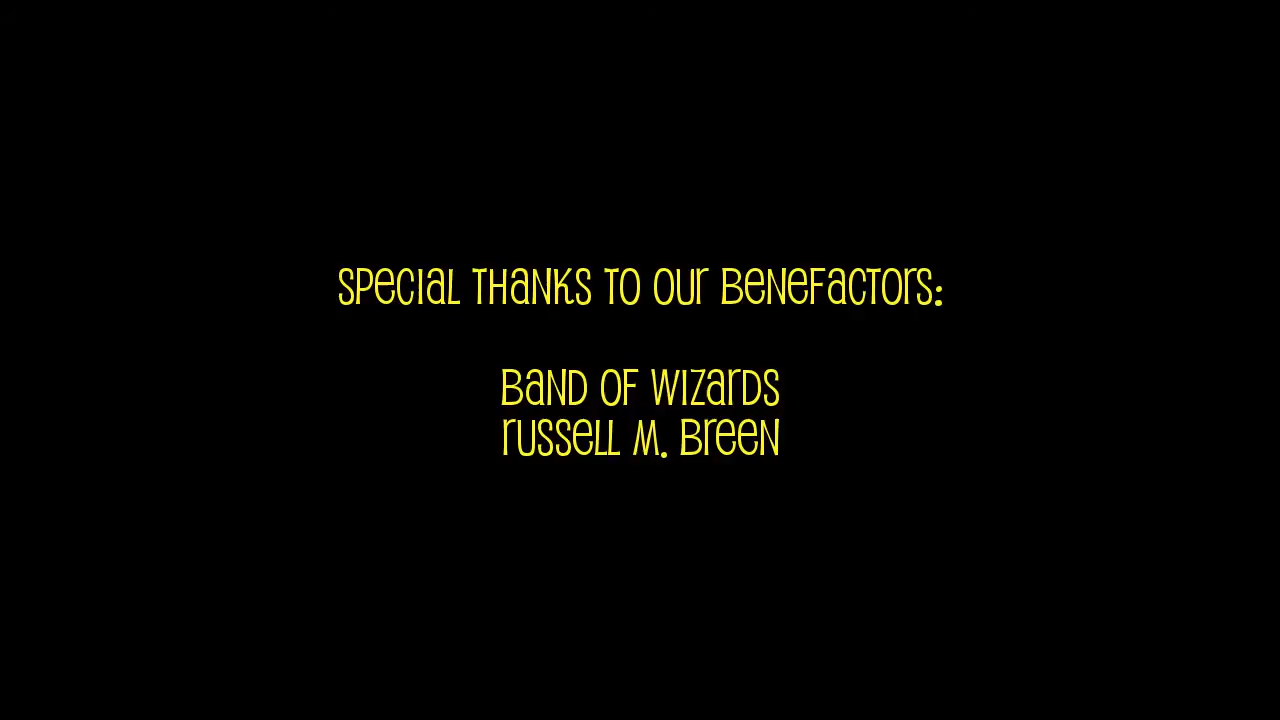 Special Thanks to our Benefactors:
Band of Wizards
Russell M. Breen